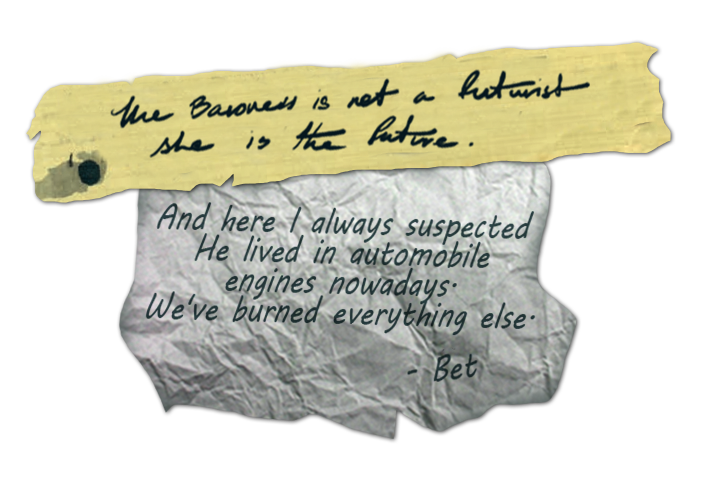 The Baroness is not a futurist
she is the future.
And here I always suspected
He lived in automobile
engines nowadays.
We've burned everything else.
- Bet